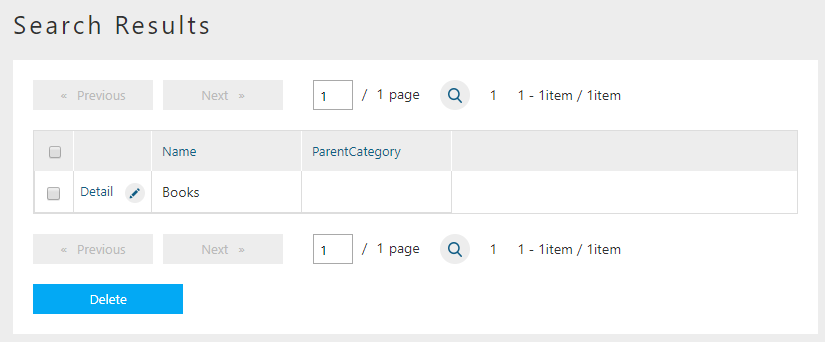 Search Results
« Previous Next » 1 / 1 page 1 1 - 1item / 1item
Name ParentCategory
Detail Books
« Previous Next » 1 / 1 page 1 1 - 1item / 1item
Delete